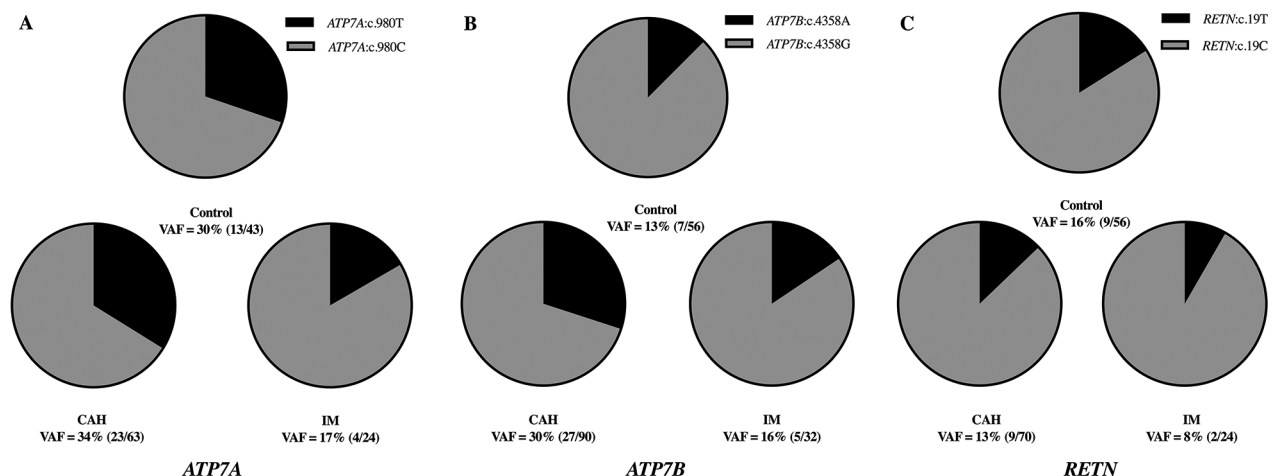 A
ATP7A:c.980T
ATP7A:c.980C
Control
VAF = 30% (13/43)
CAH
VAF = 34% (23/63)
IM
VAF = 17% (4/24)
ATP7A
B
ATP7B:c.4358A
ATP7B:c.4358G
Control
VAF = 13% (7/56)
CAH
VAF = 30% (27/90)
IM
VAF = 16% (5/32)
ATP7B
C
RETN:c.19T
RETN:c.19C
Control
VAF = 16% (9/56)
CAH
VAF = 13% (9/70)
IM
VAF = 8% (2/24)
RETN